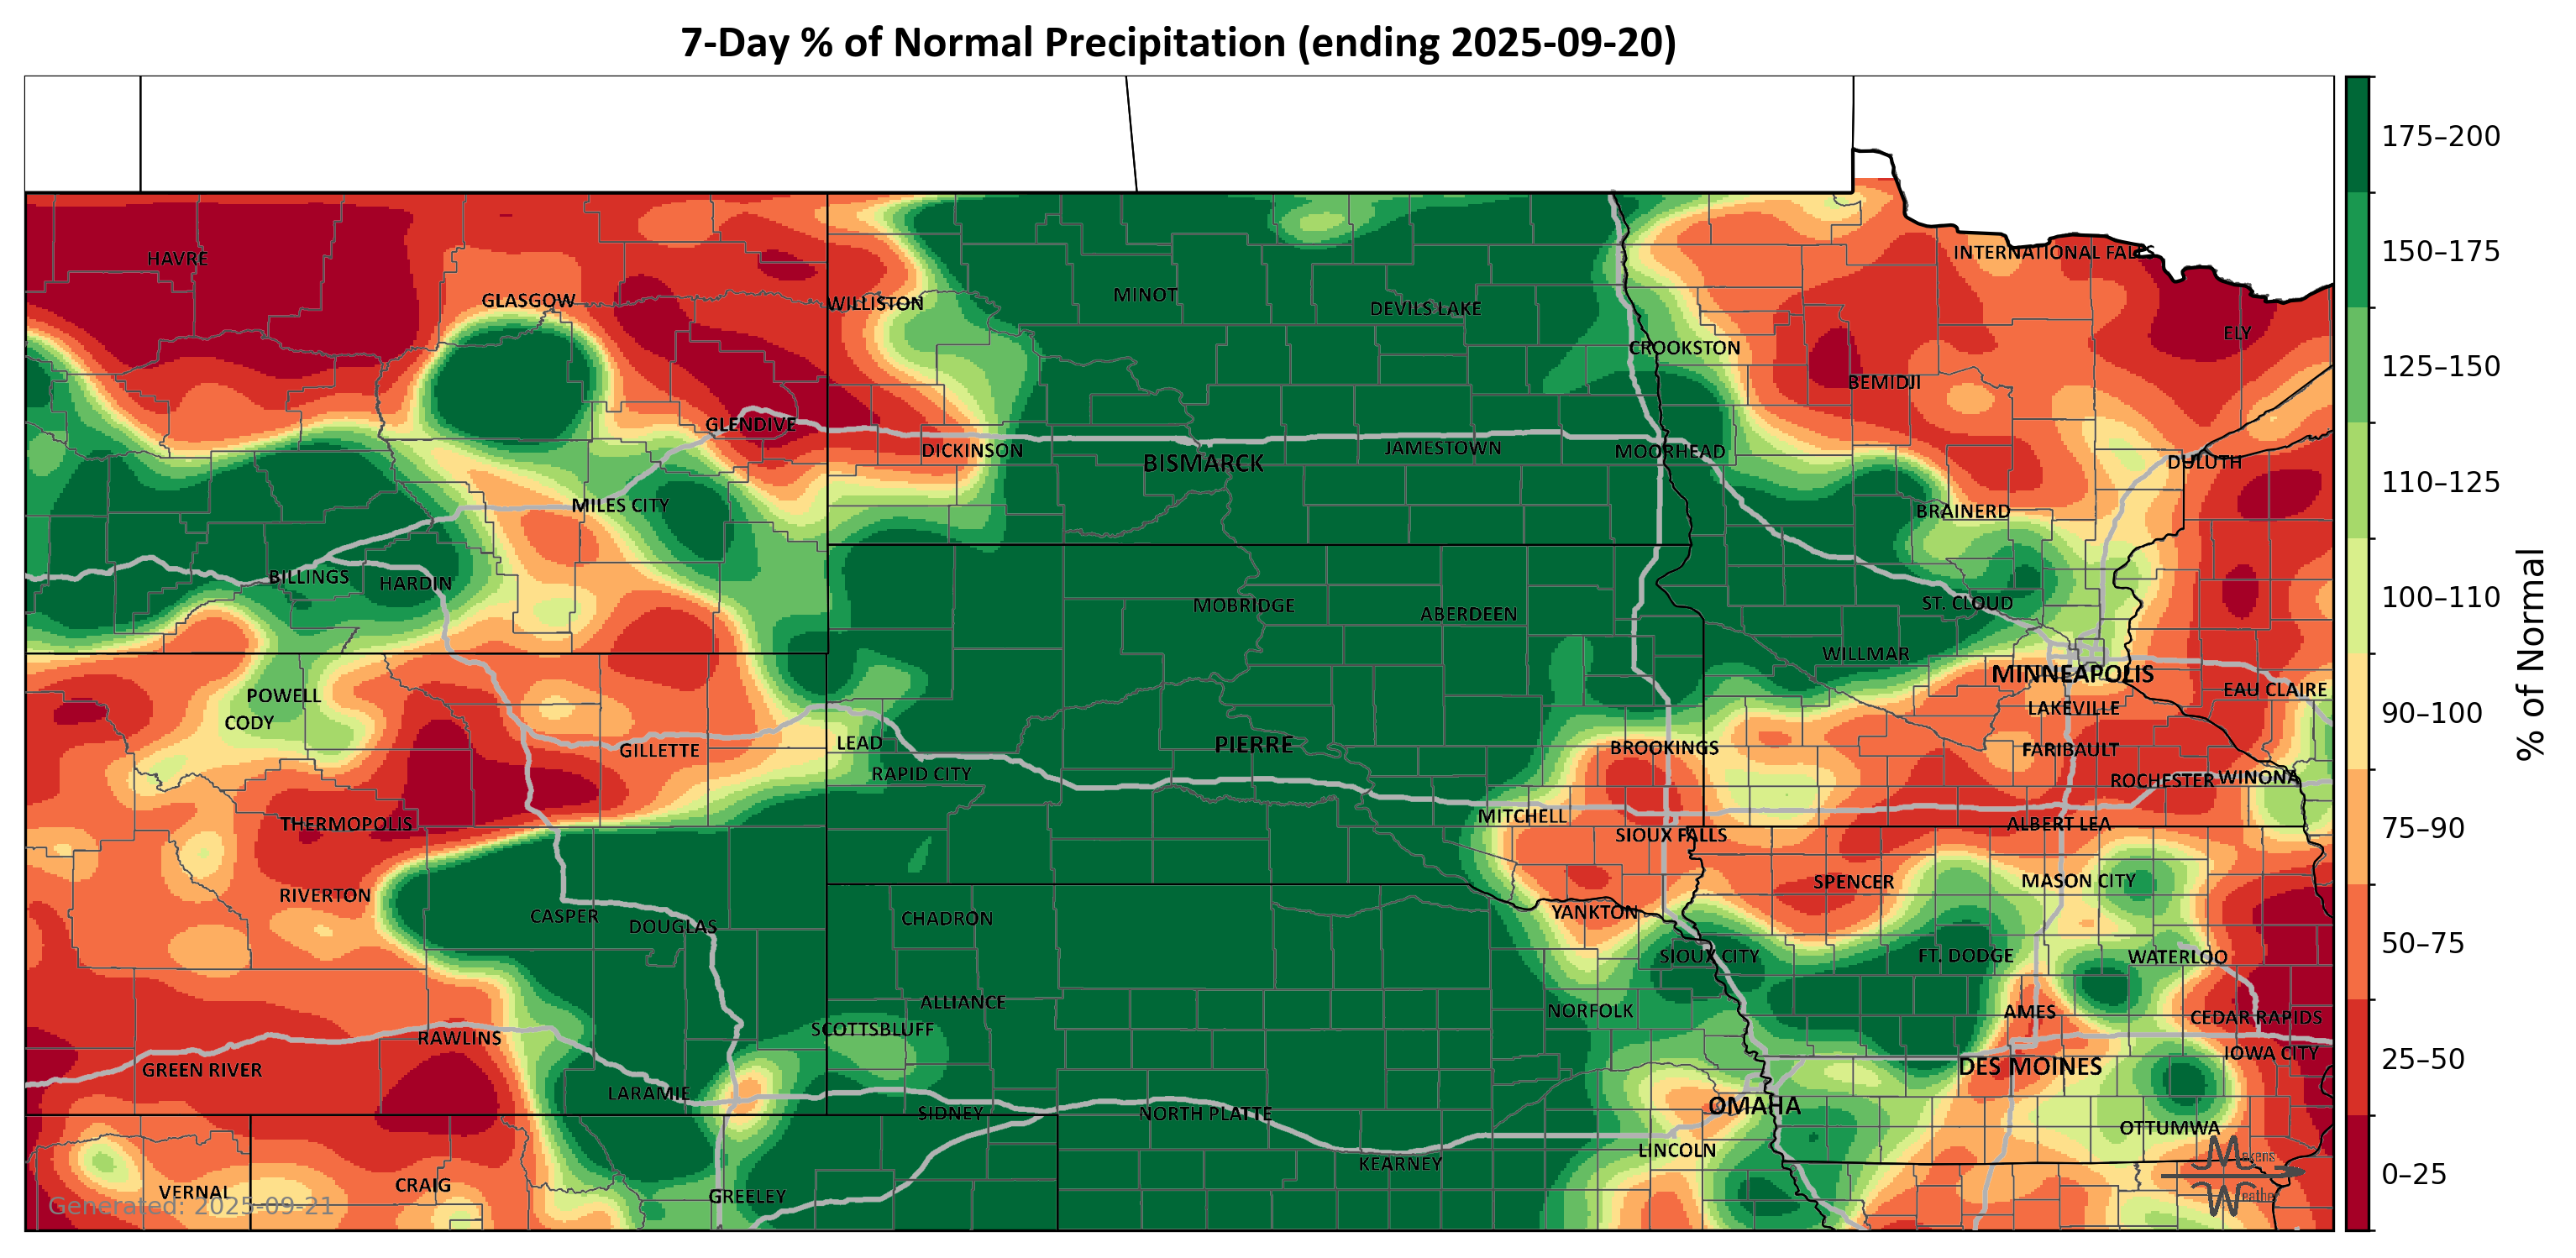 7-Day % of Normal Precipitation (ending 2025-09-20)
HAVRE
INTERNATIONAL FALLS
GLASGOW
WILLISTON
MINOT
DEVILS LAKE
ELY
CROOKSTON
BEMIDJI
GLENDIVE
DICKINSON
BISMARCK
JAMESTOWN
MOORHEAD
DULUTH
MILES CITY
BRAINERD
BILLINGS
HARDIN
MOBRIDGE
ABERDEEN
ST. CLOUD
WILLMAR
MINNEAPOLIS
POWELL
EAU CLAIRE
CODY
LAKEVILLE
GILLETTE
LEAD
PIERRE
BROOKINGS
FARIBAULT
RAPID CITY
ROCHESTER
WINONA
THERMOPOLIS
MITCHELL
SIOUX FALLS
ALBERT LEA
RIVERTON
SPENCER
MASON CITY
CASPER
DOUGLAS
CHADRON
YANKTON
SIOUX CITY
FT. DODGE
WATERLOO
ALLIANCE
NORFOLK
AMES
CEDAR RAPIDS
RAWLINS
SCOTTSBLUFF
IOWA CITY
GREEN RIVER
DES MOINES
LARAMIE
SIDNEY
NORTH PLATTE
OMAHA
OTTUMWA
LINCOLN
KEARNEY
VERNAL
CRAIG
GREELEY
Generated: 2025-09-21
Makens
Weather
175–200
150–175
125–150
110–125
100–110
90–100
75–90
50–75
25–50
0–25
% of Normal